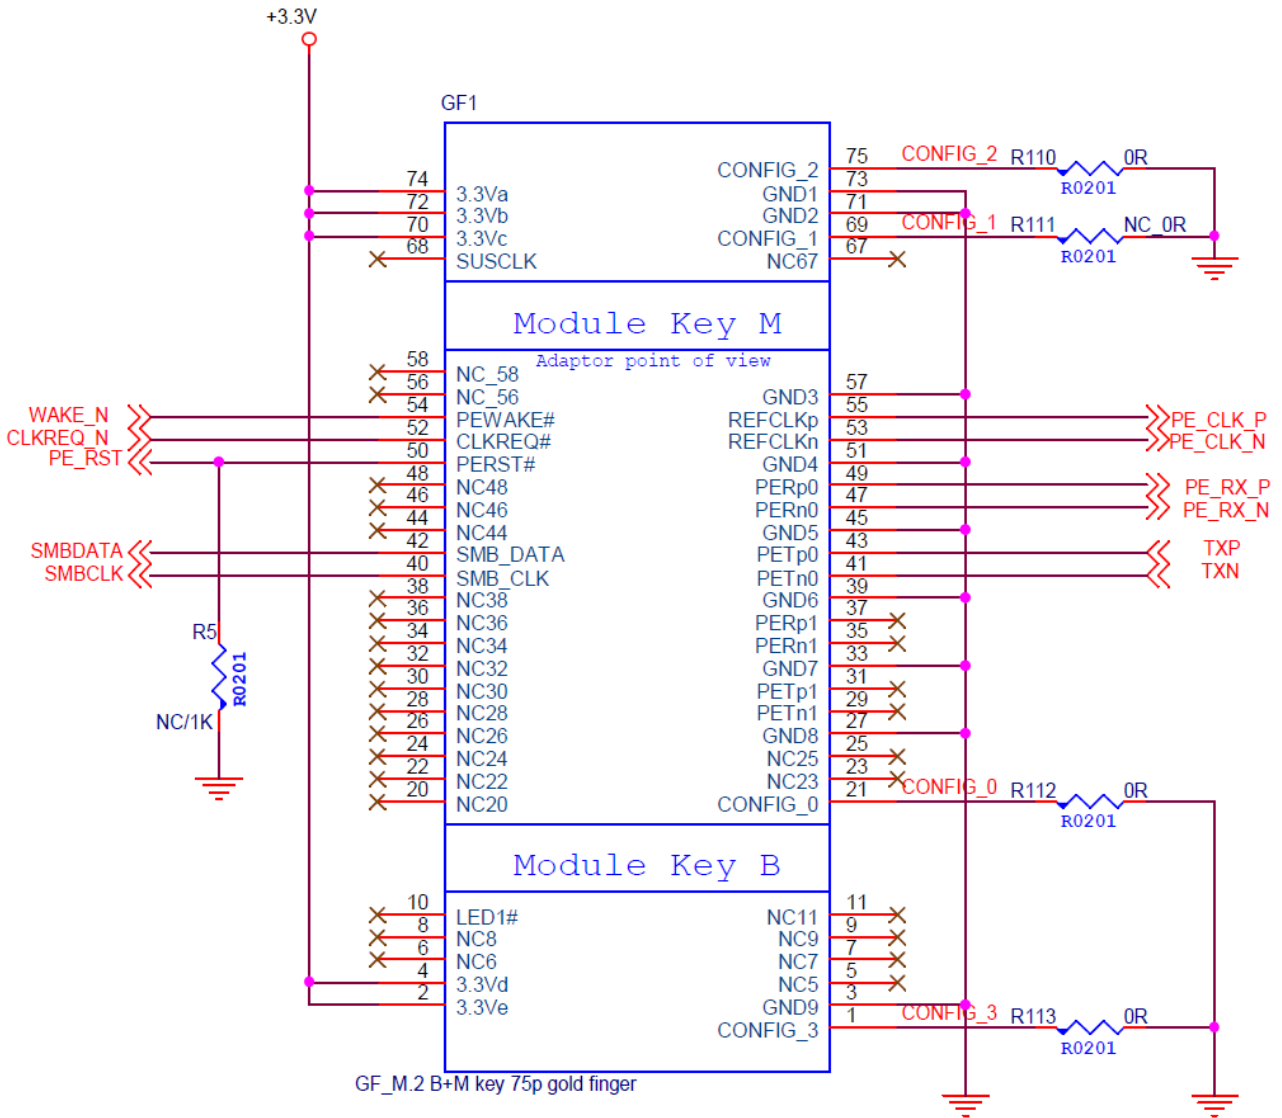 +3.3V
GF1
75 CONFIG_2 R110 0R
CONFIG_2
74 73 R0201
3.3Va GND1
72 71
3.3Vb GND2
70 69 CONFIG_1 R111 NC_0R
3.3Vc CONFIG_1
68 67 R0201
SUSCLK NC67
Module Key M
Adaptor point of view
58
NC_58
56 57
NC_56 GND3
WAKE_N 54 55 PE_CLK_P
PEWAKE# REFCLKp
CLKREQ_N 52 53 PE_CLK_N
CLKREQ# REFCLKn
PE_RST 50 51
PERST# GND4
48 49 PE_RX_P
NC48 PERp0
46 47 PE_RX_N
NC46 PERn0
44 45
NC44 GND5
SMBDATA 42 43 TXP
SMB_DATA PETp0
SMBCLK 40 41 TXN
SMB_CLK PETn0
38 39
NC38 GND6
36 37
NC36 PERp1
R5 34 35
NC34 PERn1
32 33
NC32 GND7
R0201 30 31
NC30 PETp1
28 29
NC28 PETn1
NC/1K 26 27
NC26 GND8
24 25
NC24 NC25
22 23
NC22 NC23
20 21 CONFIG_0 R112 0R
NC20 CONFIG_0
R0201
Module Key B
10 11
LED1# NC11
8 9
NC8 NC9
6 7
NC6 NC7
4 5
3.3Vd NC5
2 3
3.3Ve GND9
1 CONFIG_3 R113 0R
CONFIG_3
R0201
GF_M.2 B+M key 75p gold finger